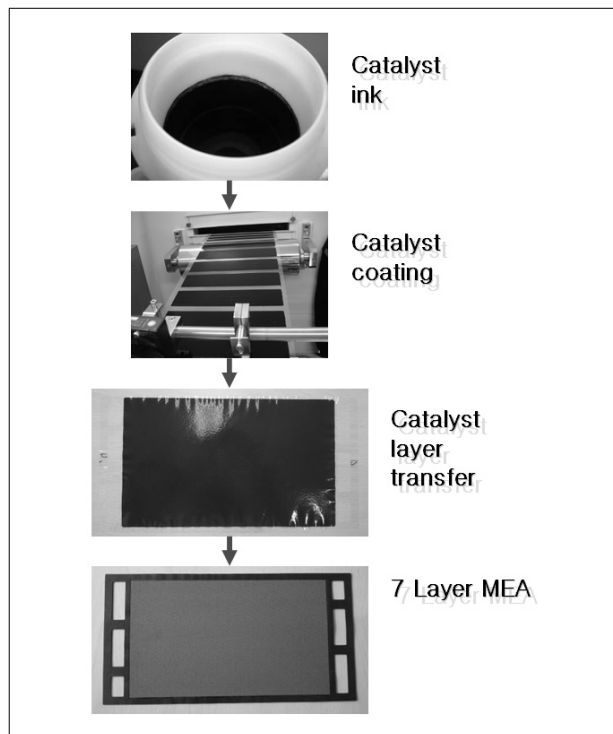 Catalyst
ink
Catalyst
coating
Catalyst
layer
transfer
7 Layer MEA